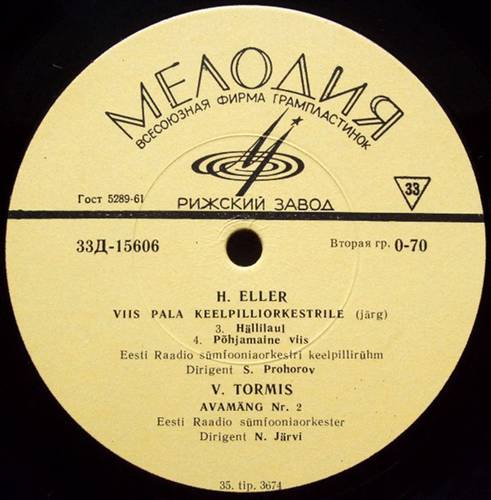 МЕЛОДИЯ
ВСЕСОЮЗНАЯ ФИРМА ГРАМПЛАСТИНОК
Гост 5289-61
РИЖСКИЙ ЗАВОД
33
33Д-15606
Вторая гр. 0-70
H. ELLER
VIIS PALA KEELPILLIORKESTRILE (järg)
3. Hällilaul
4. Põhjamaine viis
Eesti Raadio sümfooniaorkestri keelpillirühm
Dirigent S. Prohorov
V. TORMIS
AVAMÄNG Nr. 2
Eesti Raadio sümfooniaorkester
Dirigent N. Järvi
35. tip. 3674